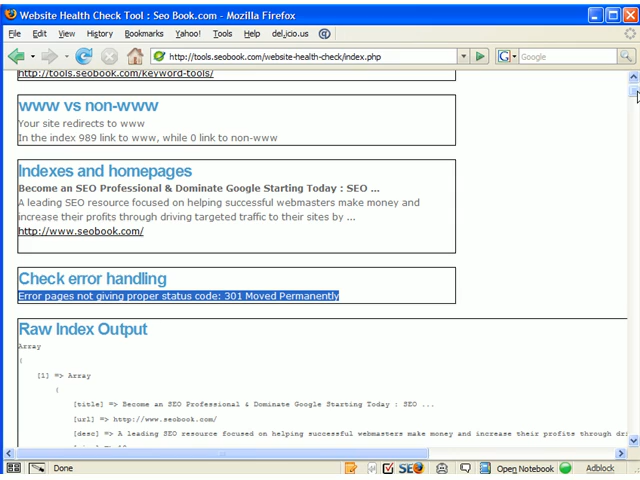 Website Health Check Tool : Seo Book.com - Mozilla Firefox
File Edit View History Bookmarks Yahoo! Tools Help del.icio.us
http://tools.seobook.com/website-health-check/index.php
Google
http://tools.seobook.com/keyword-tools/
www vs non-www
Your site redirects to www
In the index 989 link to www, while 0 link to non-www
Indexes and homepages
Become an SEO Professional & Dominate Google Starting Today : SEO ...
A leading SEO resource focused on helping successful webmasters make money and
increase their profits through driving targeted traffic to their sites by ...
http://www.seobook.com/
Check error handling
Error pages not giving proper status code: 301 Moved Permanently
Raw Index Output
Array
(
[1] => Array
(
[title] => Become an SEO Professional & Dominate Google Starting Today : SEO ...
[url] => http://www.seobook.com/
[desc] => A leading SEO resource focused on helping successful webmasters make money and increase their profits through
Done
SEO
Open Notebook
Adblock